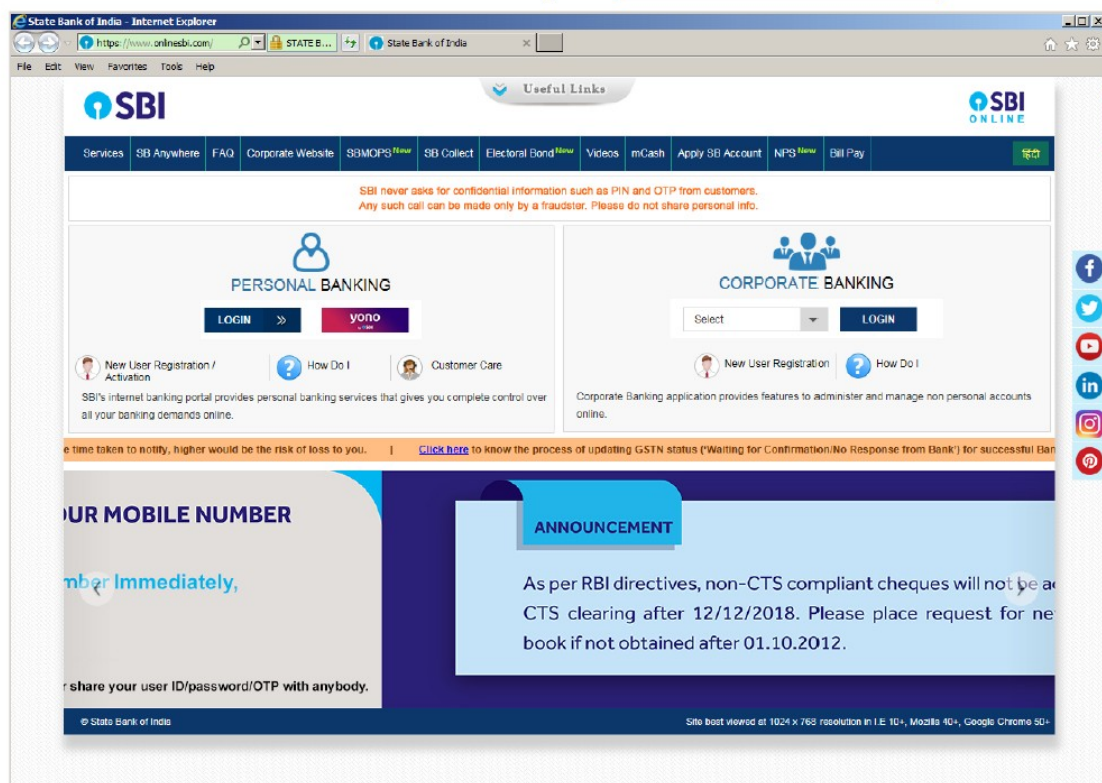 State Bank of India - Internet Explorer
https://www.onlinesbi.com/ STATE B... State Bank of India
File Edit View Favorites Tools Help
Useful Links
SBI
SBI
ONLINE
Services SB Anywhere FAQ Corporate Website SBMOPS New SB Collect Electoral Bond New Videos mCash Apply SB Account NPS New Bill Pay हिंदी
SBI never asks for confidential information such as PIN and OTP from customers.
Any such call can be made only by a fraudster. Please do not share personal info.
PERSONAL BANKING
LOGIN »
yono
New User Registration /
Activation
How Do I
Customer Care
SBI's internet banking portal provides personal banking services that gives you complete control over
all your banking demands online.
CORPORATE BANKING
Select
LOGIN
New User Registration
How Do I
Corporate Banking application provides features to administer and manage non personal accounts
online.
e time taken to notify, higher would be the risk of loss to you. | Click here to know the process of updating GSTN status ('Waiting for Confirmation/No Response from Bank') for successful Ban
OUR MOBILE NUMBER
mber Immediately,
r share your user ID/password/OTP with anybody.
ANNOUNCEMENT
As per RBI directives, non-CTS compliant cheques will not be a
CTS clearing after 12/12/2018. Please place request for ne
book if not obtained after 01.10.2012.
© State Bank of India
Site best viewed at 1024 x 768 resolution in I.E 10+, Mozilla 40+, Google Chrome 50+